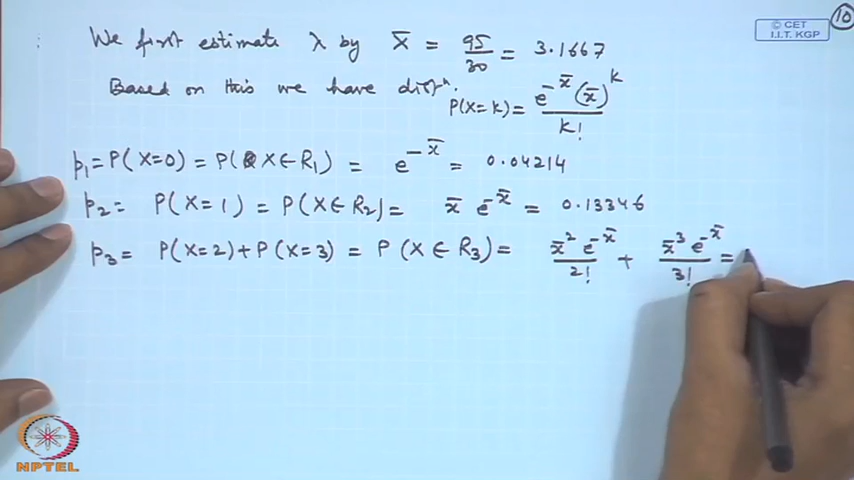 10
© CET
I.I.T. KGP
We first estimate λ by X̄ = 95/30 = 3.1667
Based on this we have distⁿ. P(X=k) = e^{-x̄} (x̄)^k / k!
p₁ = P(X=0) = P(X ∈ R₁) = e^{-x̄} = 0.04214
p₂ = P(X=1) = P(X ∈ R₂) = x̄ e^{-x̄} = 0.13346
p₃ = P(X=2) + P(X=3) = P(X ∈ R₃) = x̄² e^{-x̄} / 2! + x̄³ e^{-x̄} / 3! =
NPTEL